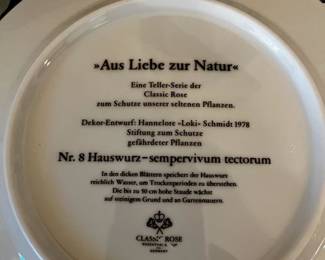 »Aus Liebe zur Natur«
Eine Teller-Serie der
Classic Rose
zum Schutze unserer seltenen Pflanzen.
Dekor-Entwurf: Hannelore »Loki« Schmidt 1978
Stiftung zum Schutze
gefährdeter Pflanzen
Nr. 8 Hauswurz-sempervivum tectorum
In den dicken Blättern speichert der Hauswurz
reichlich Wasser, um Trockenperioden zu überstehen.
Die bis zu 50 cm hohe Staude wächst
auf steinigem Grund und an Gartenmauern.
CLASSIC ROSE
GERMANY